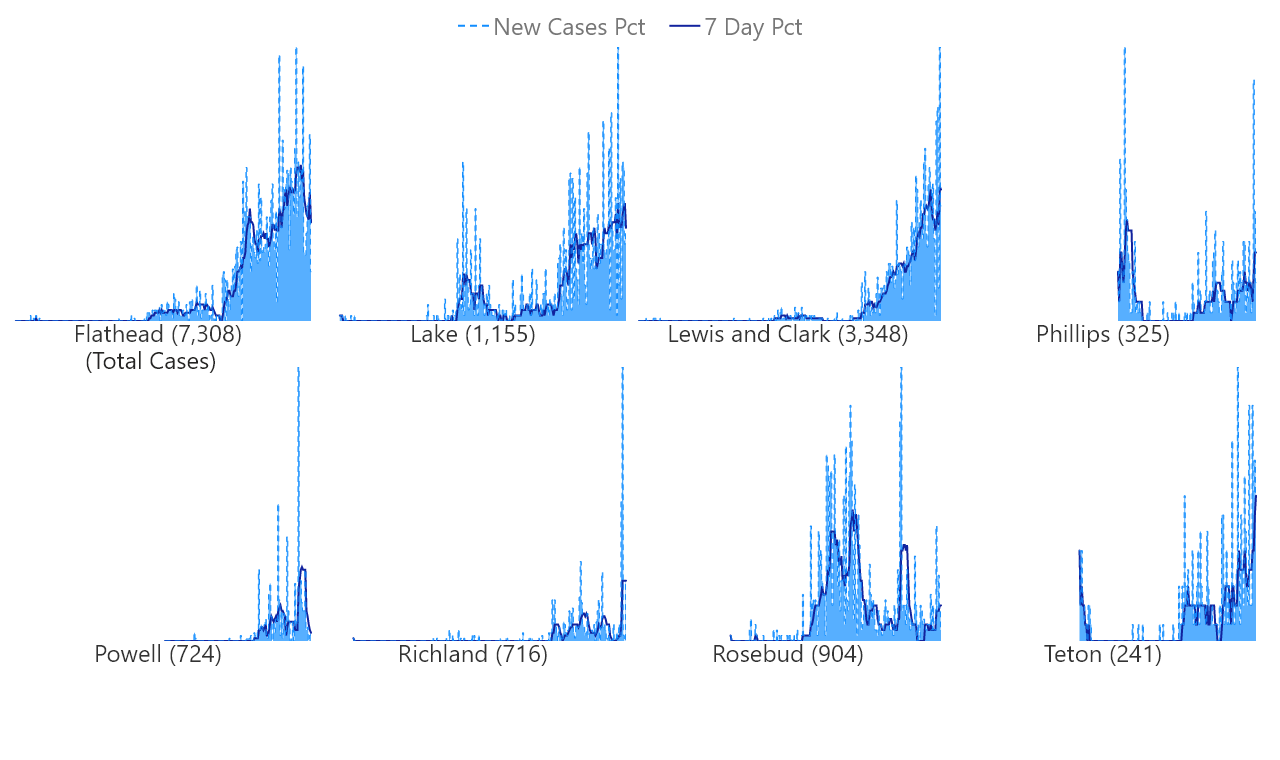 New Cases Pct 7 Day Pct
Flathead (7,308) Lake (1,155) Lewis and Clark (3,348) Phillips (325)
(Total Cases)
Powell (724) Richland (716) Rosebud (904) Teton (241)